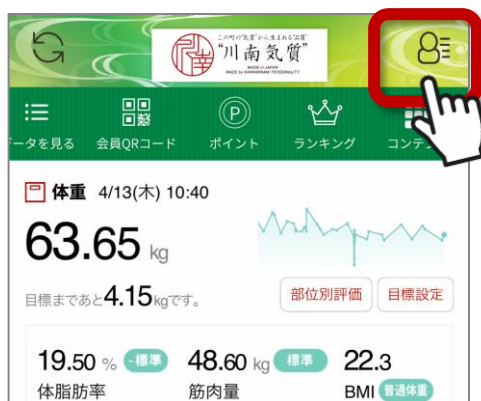 この町の"気質"から生まれる"品質"
"川南気質"
MADE in JAPAN
MADE by KAWAMINAMI PERSONALITY
ータを見る 会員QRコード ポイント ランキング コンテ
P
体重 4/13(木) 10:40
63.65 kg
目標まであと4.15kgです。
部位別評価 目標設定
19.50 % -標準 48.60 kg 標準 22.3
体脂肪率 筋肉量 BMI 普通体重